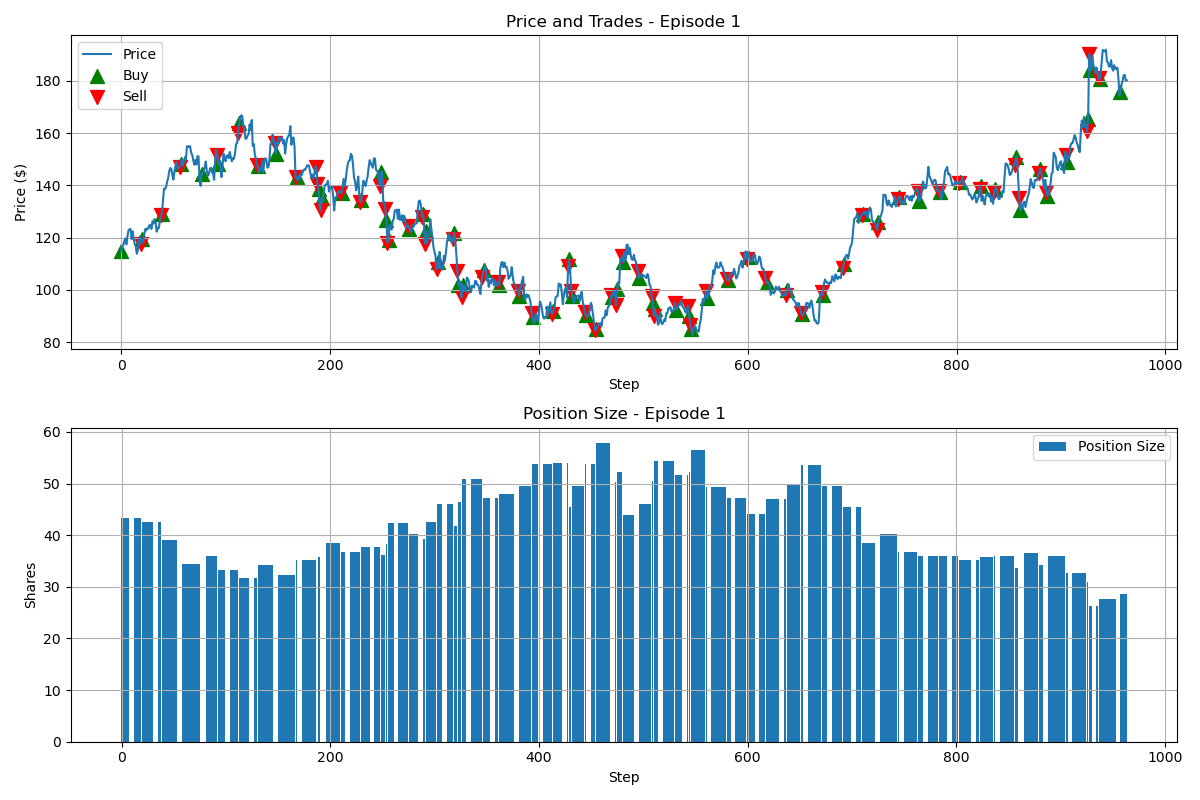 Price and Trades - Episode 1
Price
Buy
Sell
Price ($)
180
160
140
120
100
80
0
200
400
600
800
1000
Step
Position Size - Episode 1
Position Size
Shares
60
50
40
30
20
10
0
0
200
400
600
800
1000
Step